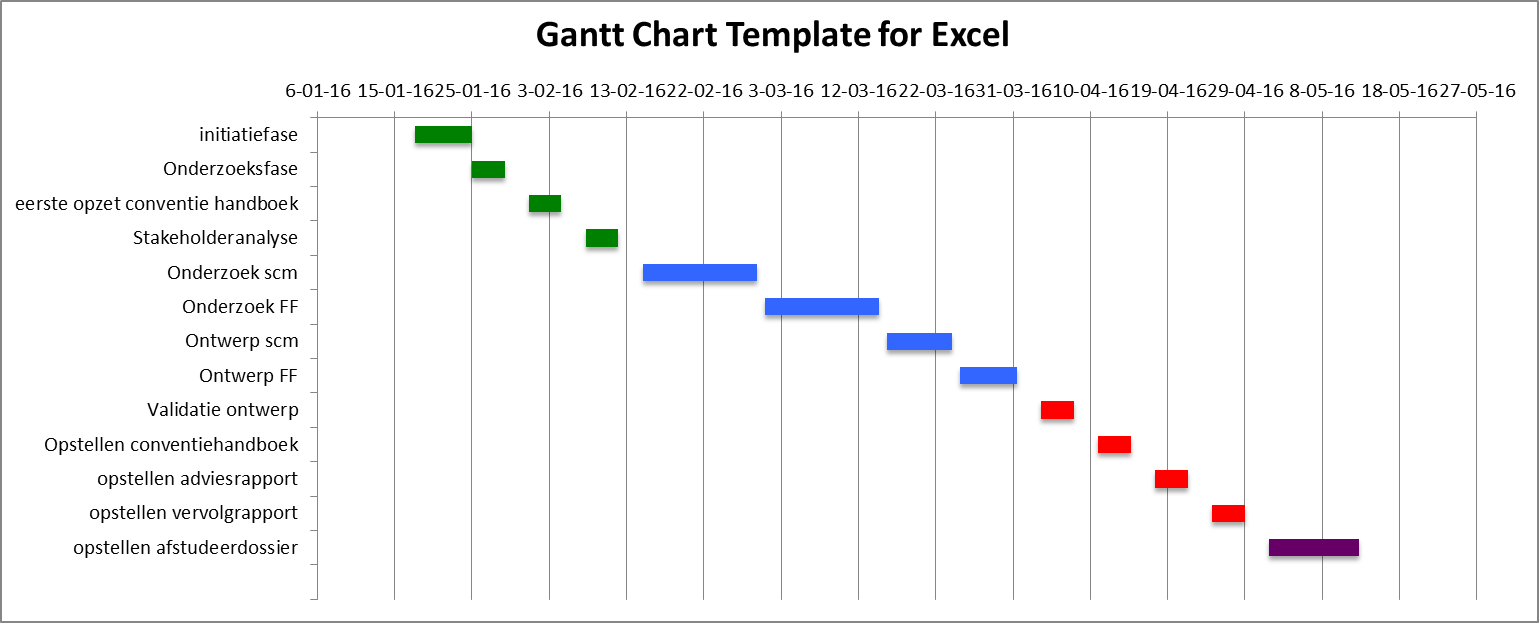 Gantt Chart Template for Excel
6-01-16 15-01-16 25-01-16 3-02-16 13-02-16 22-02-16 3-03-16 12-03-16 22-03-16 31-03-16 10-04-16 19-04-16 29-04-16 8-05-16 18-05-16 27-05-16
initiatiefase
Onderzoeksfase
eerste opzet conventie handboek
Stakeholderanalyse
Onderzoek scm
Onderzoek FF
Ontwerp scm
Ontwerp FF
Validatie ontwerp
Opstellen conventiehandboek
opstellen adviesrapport
opstellen vervolgrapport
opstellen afstudeerdossier